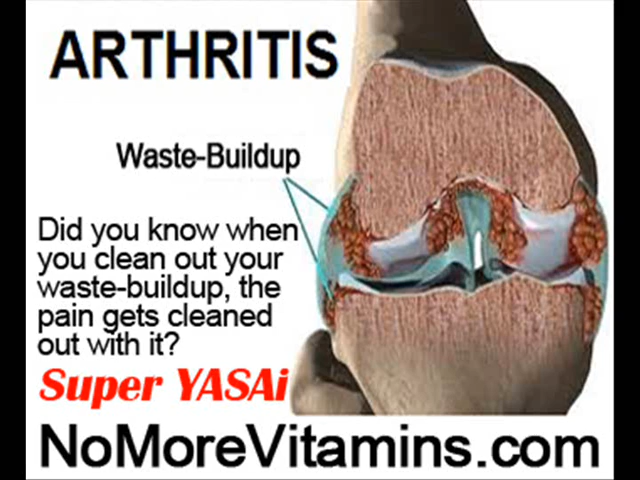 ARTHRITIS
Waste-Buildup
Did you know when
you clean out your
waste-buildup, the
pain gets cleaned
out with it?
Super YASAi
NoMoreVitamins.com